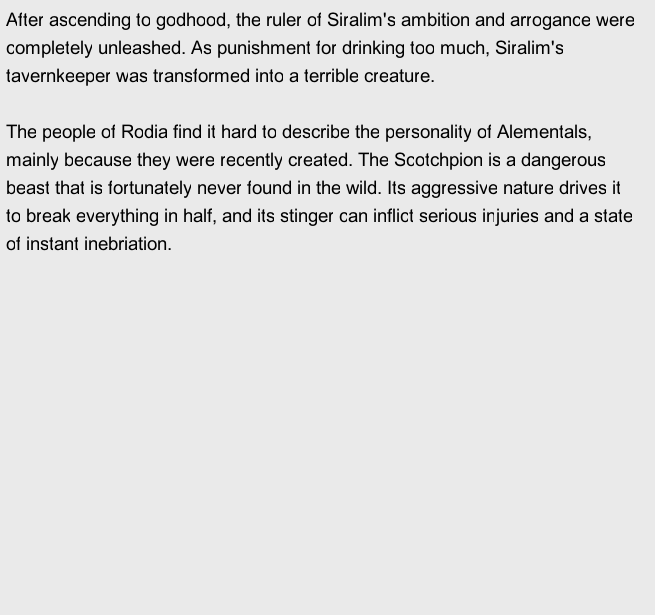 After ascending to godhood, the ruler of Siralim's ambition and arrogance were
completely unleashed. As punishment for drinking too much, Siralim's
tavernkeeper was transformed into a terrible creature.
The people of Rodia find it hard to describe the personality of Alementals,
mainly because they were recently created. The Scotchpion is a dangerous
beast that is fortunately never found in the wild. Its aggressive nature drives it
to break everything in half, and its stinger can inflict serious injuries and a state
of instant inebriation.